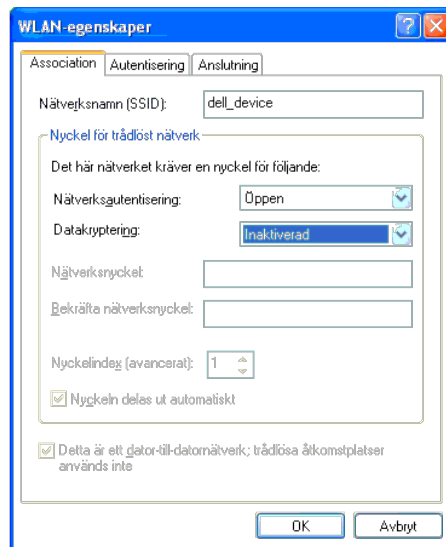 WLAN-egenskaper
Association Autentisering Anslutning
Nätverksnamn (SSID): dell_device
Nyckel för trådlöst nätverk
Det här nätverket kräver en nyckel för följande:
Nätverksautentisering: Üppen
Datakryptering: Inaktiverad
Nätverksnyckel:
Bekräfta nätverksnyckel:
Nyckelindex (avancerat): 1
Nyckeln delas ut automatiskt
Detta är ett dator-till-datornätverk; trådlösa åtkomstplatser
används inte
OK Avbryt